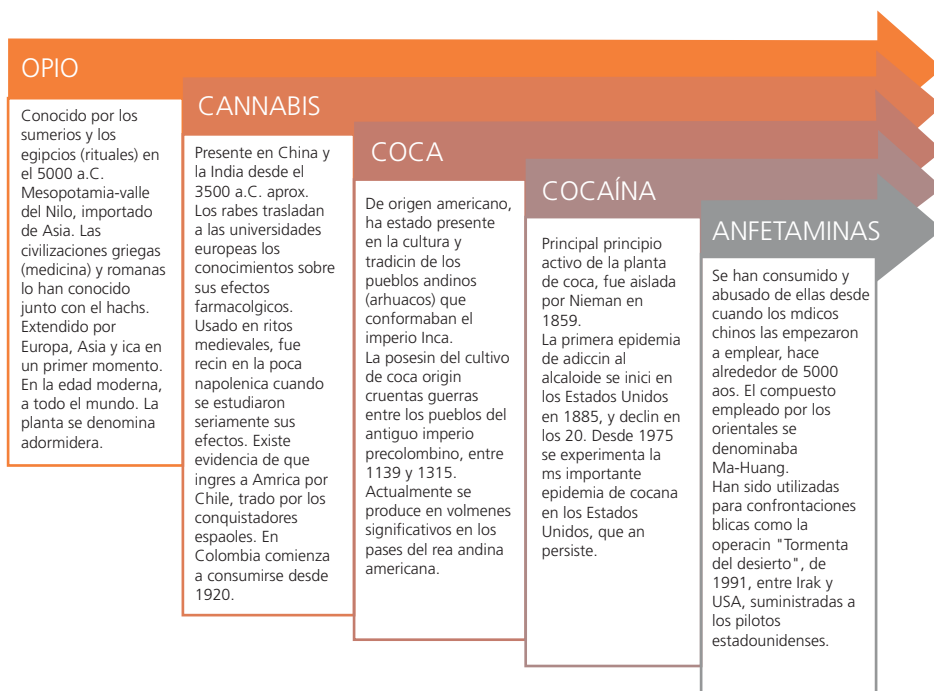 OPIO
Conocido por los
sumerios y los
egipcios (rituales) en
el 5000 a.C.
Mesopotamia-valle
del Nilo, importado
de Asia. Las
civilizaciones griegas
(medicina) y romanas
lo han conocido
junto con el hachs.
Extendido por
Europa, Asia y ica en
un primer momento.
En la edad moderna,
a todo el mundo. La
planta se denomina
adormidera.
CANNABIS
Presente en China y
la India desde el
3500 a.C. aprox.
Los rabes trasladan
a las universidades
europeas los
conocimientos sobre
sus efectos
farmacolgicos.
Usado en ritos
medievales, fue
recin en la poca
napolenica cuando
se estudiaron
seriamente sus
efectos. Existe
evidencia de que
ingres a Amrica por
Chile, trado por los
conquistadores
espaoles. En
Colombia comienza
a consumirse desde
1920.
COCA
De origen americano,
ha estado presente
en la cultura y
tradicin de los
pueblos andinos
(arhuacos) que
conformaban el
imperio Inca.
La posesin del cultivo
de coca origin
cruentas guerras
entre los pueblos del
antiguo imperio
precolombino, entre
1139 y 1315.
Actualmente se
produce en volmenes
significativos en los
pases del rea andina
americana.
COCAÍNA
Principal principio
activo de la planta
de coca, fue aislada
por Nieman en
1859.
La primera epidemia
de adiccin al
alcaloide se inici en
los Estados Unidos
en 1885, y declin en
los 20. Desde 1975
se experimenta la
ms importante
epidemia de cocana
en los Estados
Unidos, que an
persiste.
ANFETAMINAS
Se han consumido y
abusado de ellas desde
cuando los mdicos
chinos las empezaron
a emplear, hace
alrededor de 5000
aos. El compuesto
empleado por los
orientales se
denominaba
Ma-Huang.
Han sido utilizadas
para confrontaciones
blicas como la
operacin "Tormenta
del desierto", de
1991, entre Irak y
USA, suministradas a
los pilotos
estadounidenses.